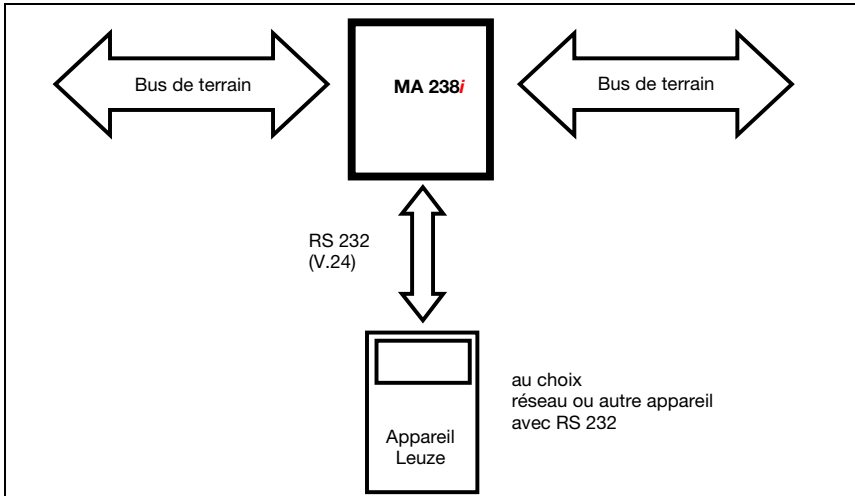 Bus de terrain
MA 238i
Bus de terrain
RS 232
(V.24)
au choix
réseau ou autre appareil
avec RS 232
Appareil
Leuze